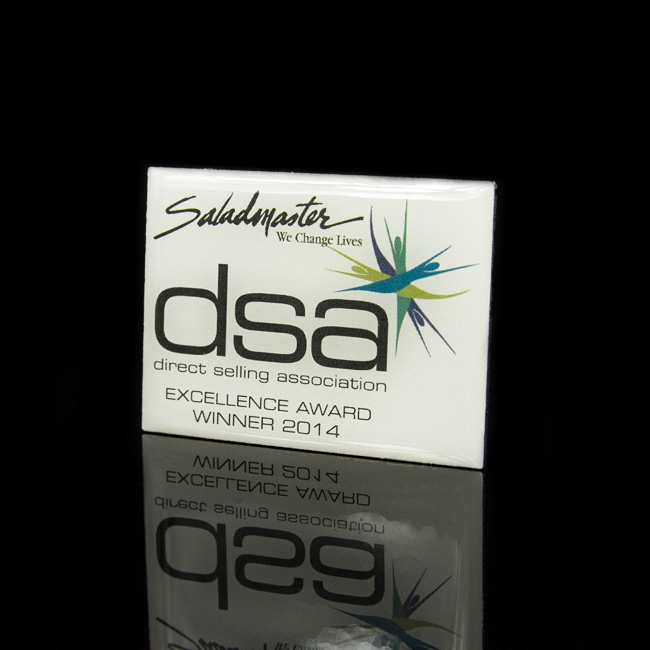 Saladmaster
We Change Lives
dsa
direct selling association
EXCELLENCE AWARD
WINNER 2014